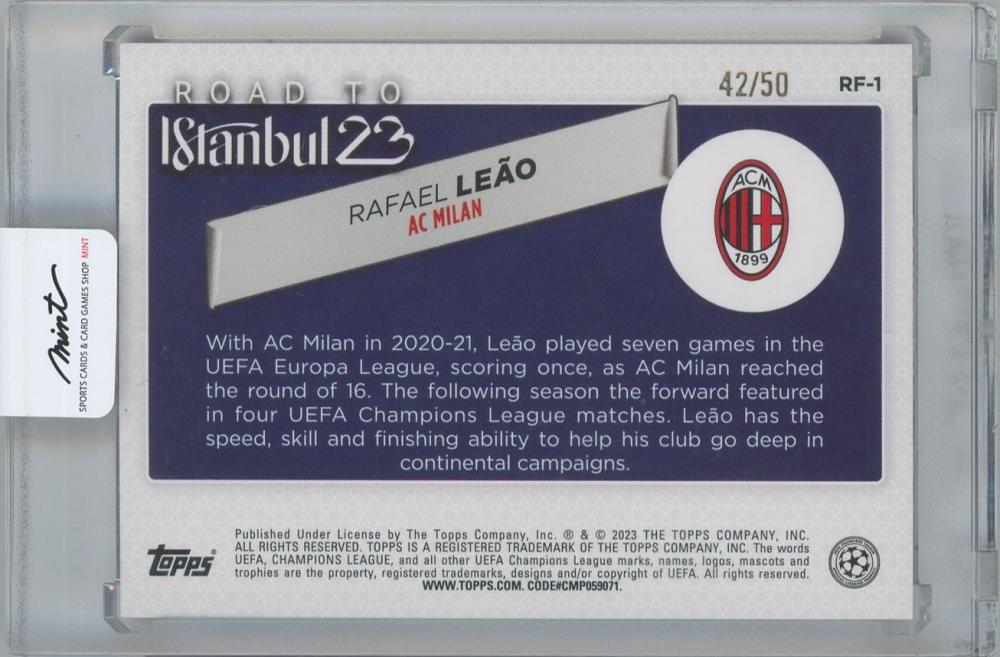 ROAD TO
IStanbul 23
42/50
RF-1
RAFAEL LEÃO
AC MILAN
ACM
1899
With AC Milan in 2020-21, Leão played seven games in the
UEFA Europa League, scoring once, as AC Milan reached
the round of 16. The following season the forward featured
in four UEFA Champions League matches. Leão has the
speed, skill and finishing ability to help his club go deep in
continental campaigns.
mint
SPORTS CARDS & CARD GAMES SHOP MINT
topps®
Published Under License by The Topps Company, Inc. ® & © 2023 THE TOPPS COMPANY, INC.
ALL RIGHTS RESERVED. TOPPS IS A REGISTERED TRADEMARK OF THE TOPPS COMPANY, INC. The words
UEFA, CHAMPIONS LEAGUE, and all other UEFA Champions League marks, names, logos, mascots and
trophies are the property, registered trademarks, designs and/or copyright of UEFA. All rights reserved.
WWW.TOPPS.COM. CODE#CMP059071.